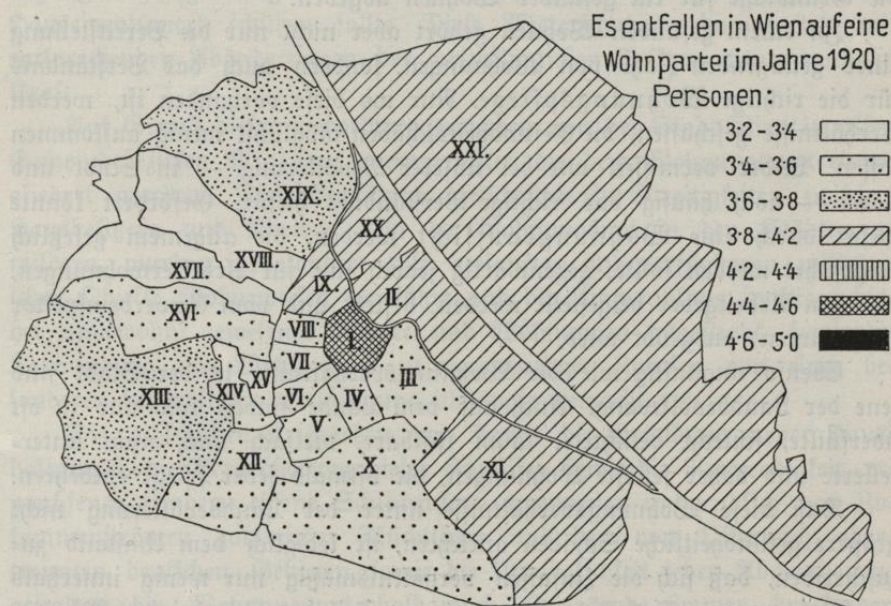 Es entfallen in Wien auf eine
Wohnpartei im Jahre 1920
Personen:
3·2-3·4
3·4-3·6
3·6-3·8
3·8-4·2
4·2-4·4
4·4-4·6
4·6-5·0
XXI.
XIX.
XX.
XVIII.
XVII.
IX.
II.
XVI.
VIII.
I.
VII.
III.
XV.
XIV.
XIII.
VI.
IV.
V.
XII.
X.
XI.